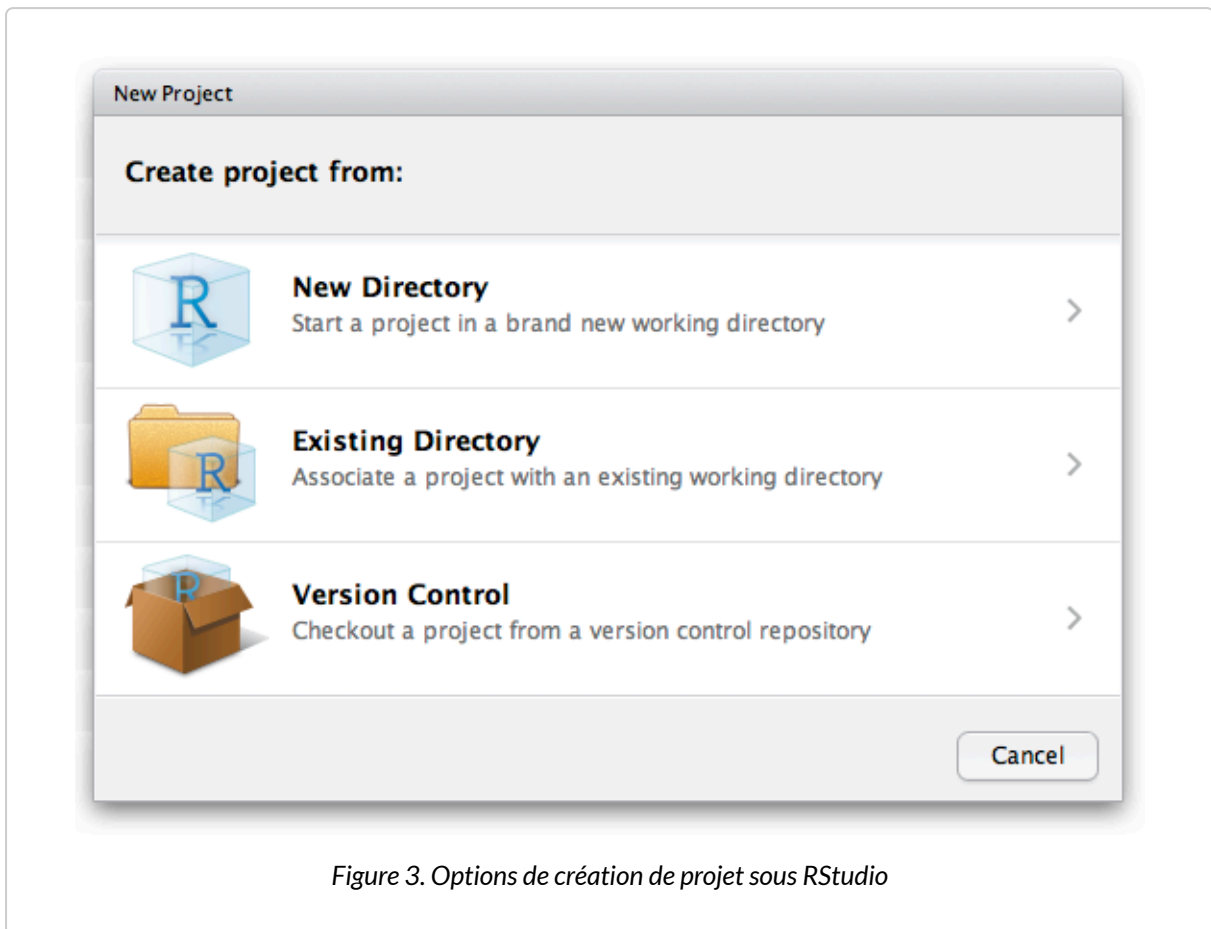 New Project
Create project from:
R
New Directory
Start a project in a brand new working directory
R
Existing Directory
Associate a project with an existing working directory
R
Version Control
Checkout a project from a version control repository
Cancel
Figure 3. Options de création de projet sous RStudio